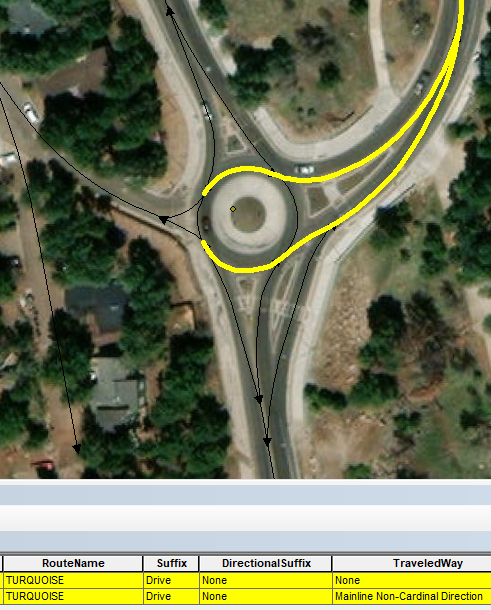 RouteName Suffix DirectionalSuffix TraveledWay
TURQUOISE Drive None None
TURQUOISE Drive None Mainline Non-Cardinal Direction